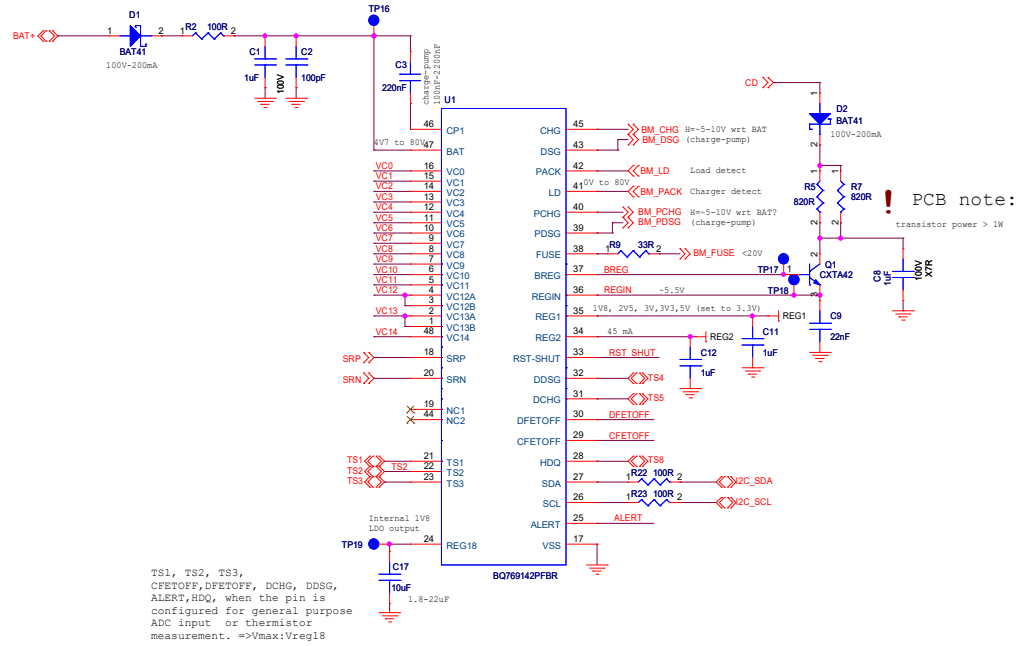 TP16
BAT+
D1
1
2
BAT41
100V-200mA
R2 100R
1
2
C1
1uF
100V
C2
100pF
C3
220nF
charge-pump
100nF-2200nF
U1
46 CP1
4V7 to 80V
47 BAT
VC0 16 VC0
VC1 15 VC1
VC2 14 VC2
VC3 13 VC3
VC4 12 VC4
VC5 11 VC5
VC6 10 VC6
VC7 9 VC7
VC8 8 VC8
VC9 7 VC9
VC10 6 VC10
VC11 5 VC11
VC12 4 VC12A
3 VC12B
VC13 2 VC13A
1 VC13B
VC14 48 VC14
SRP 18 SRP
SRN 20 SRN
19 NC1
44 NC2
TS1 21 TS1
TS2 TS2 22 TS2
TS3 23 TS3
Internal 1V8
LDO output
TP19
24 REG18
C17
10uF
1.8-22uF
BQ769142PFBR
CHG 45 BM_CHG H=~5-10V wrt BAT
DSG 43 BM_DSG (charge-pump)
PACK 42 BM_LD Load detect
LD 41 0V to 80V BM_PACK Charger detect
PCHG 40 BM_PCHG H=~5-10V wrt BAT?
PDSG 39 BM_PDSG (charge-pump)
FUSE 38 1 R9 33R 2 BM_FUSE <20V
BREG 37 BREG
REGIN 36 REGIN ~5.5V
REG1 35 1V8, 2V5, 3V,3V3,5V (set to 3.3V) REG1
REG2 34 45 mA REG2
RST-SHUT 33 RST_SHUT
DDSG 32 TS4
DCHG 31 TS5
DFETOFF 30 DFETOFF
CFETOFF 29 CFETOFF
HDQ 28 TS8
SDA 27 1 R22 100R 2 I2C_SDA
SCL 26 1 R23 100R 2 I2C_SCL
ALERT 25 ALERT
VSS 17
C12
1uF
C11
1uF
CD
1
D2
BAT41
100V-200mA
2
1
1
R5
820R
R7
820R
2
2
! PCB note:
transistor power > 1W
TP17
TP18
1
2
3
Q1
CXTA42
C8
1uF
100V
X7R
C9
22nF
TS1, TS2, TS3,
CFETOFF,DFETOFF, DCHG, DDSG,
ALERT,HDQ, when the pin is
configured for general purpose
ADC input or thermistor
measurement. =>Vmax:Vreg18